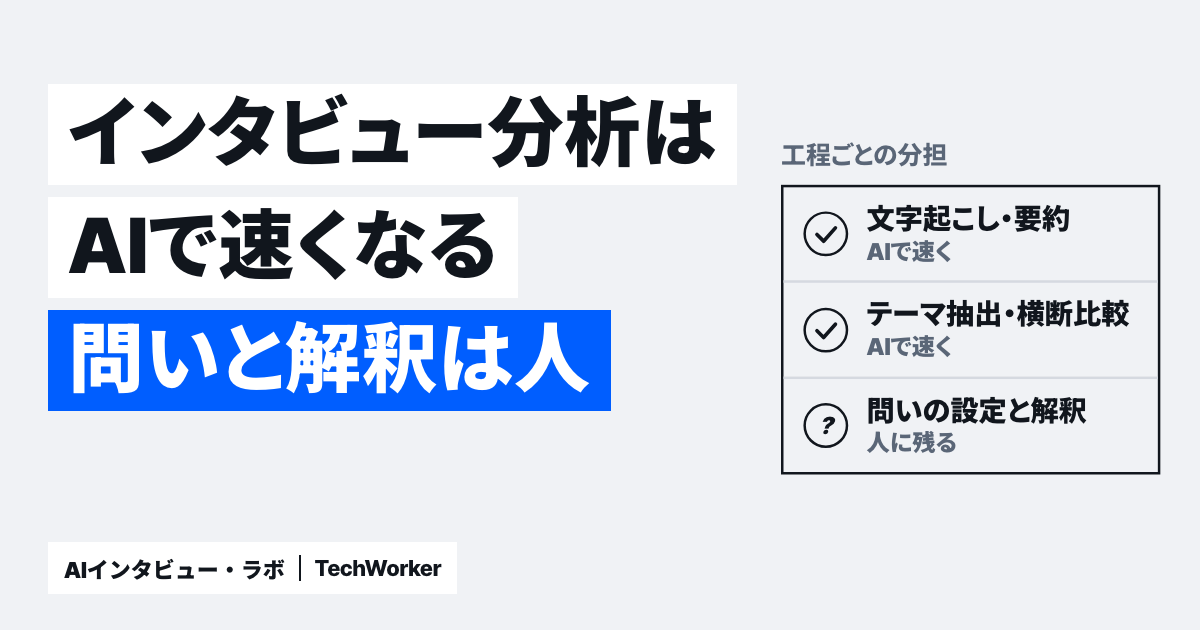 インタビュー分析は
AIで速くなる
問いと解釈は人
工程ごとの分担
文字起こし・要約
AIで速く
テーマ抽出・横断比較
AIで速く
?
問いの設定と解釈
人に残る
AIインタビュー・ラボ | TechWorker